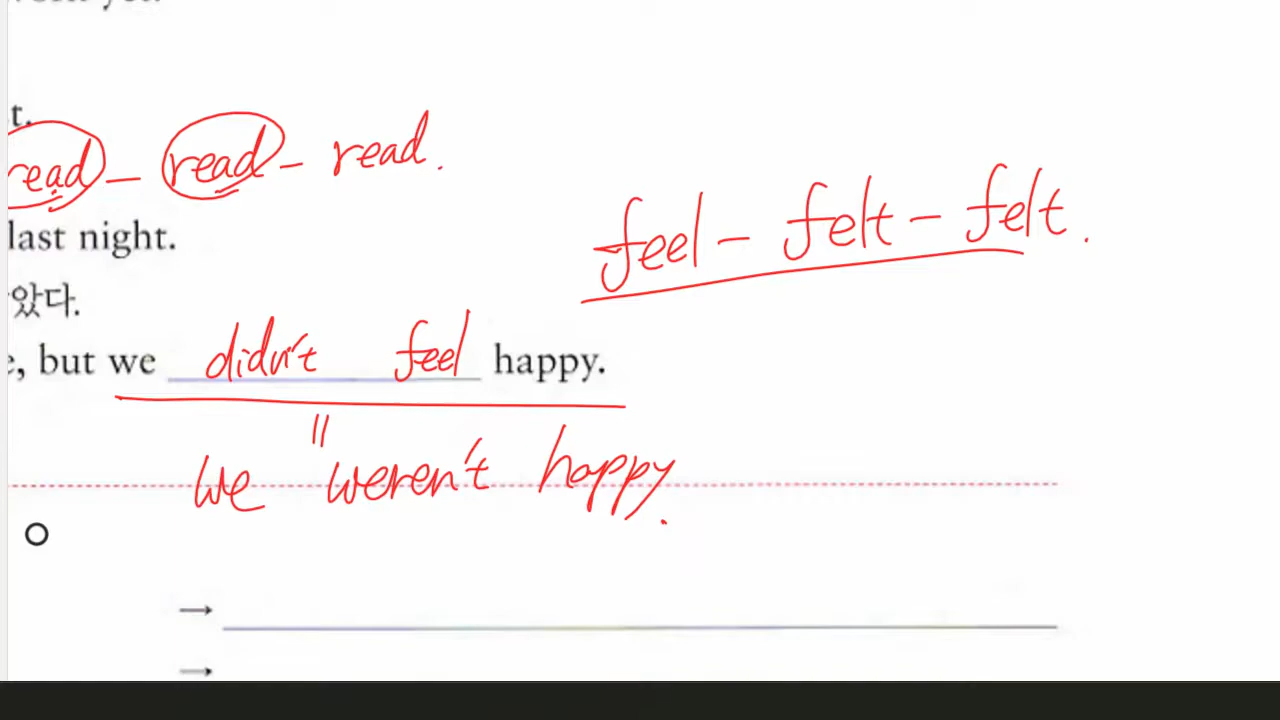 t.
read - read - read.
last night.
feel - felt - felt.
았다.
, but we didn't feel happy.
we weren't happy.